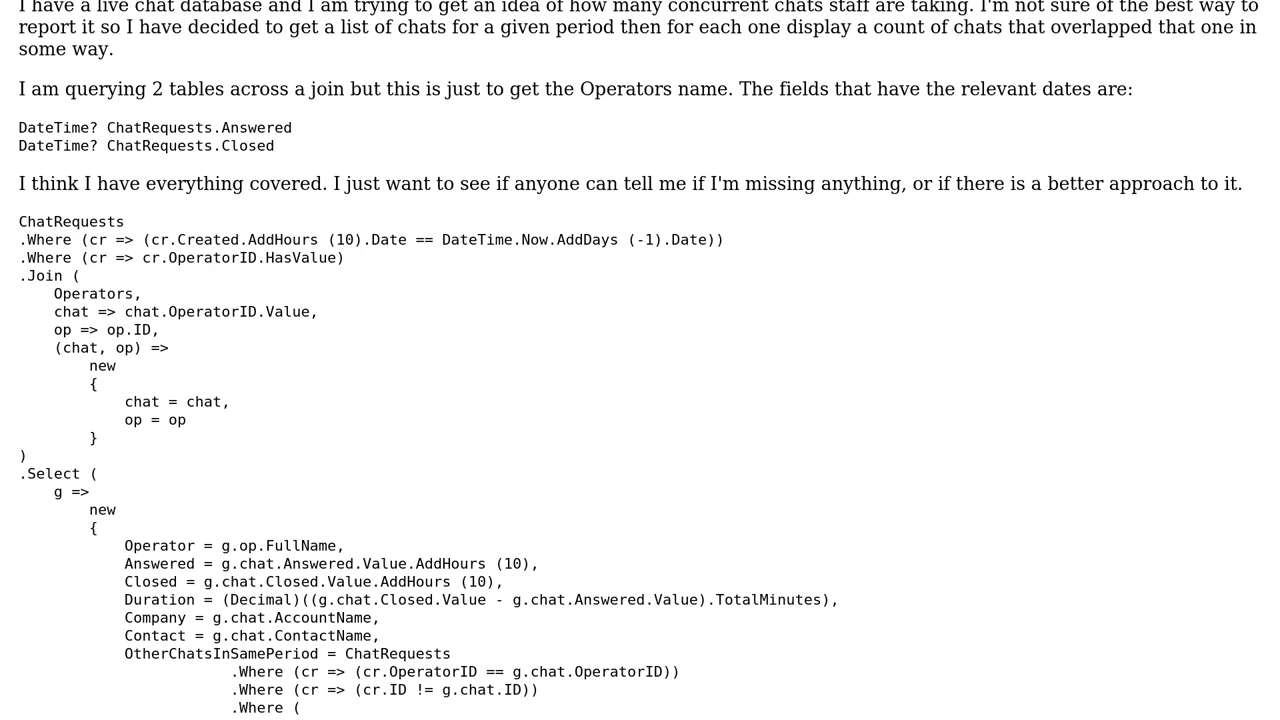 I have a live chat database and I am trying to get an idea of how many concurrent chats staff are taking. I'm not sure of the best way to
report it so I have decided to get a list of chats for a given period then for each one display a count of chats that overlapped that one in
some way.
I am querying 2 tables across a join but this is just to get the Operators name. The fields that have the relevant dates are:
DateTime? ChatRequests.Answered
DateTime? ChatRequests.Closed
I think I have everything covered. I just want to see if anyone can tell me if I'm missing anything, or if there is a better approach to it.
ChatRequests
.Where (cr => (cr.Created.AddHours (10).Date == DateTime.Now.AddDays (-1).Date))
.Where (cr => cr.OperatorID.HasValue)
.Join (
    Operators,
    chat => chat.OperatorID.Value,
    op => op.ID,
    (chat, op) =>
        new
        {
            chat = chat,
            op = op
        }
)
.Select (
    g =>
        new
        {
            Operator = g.op.FullName,
            Answered = g.chat.Answered.Value.AddHours (10),
            Closed = g.chat.Closed.Value.AddHours (10),
            Duration = (Decimal)((g.chat.Closed.Value - g.chat.Answered.Value).TotalMinutes),
            Company = g.chat.AccountName,
            Contact = g.chat.ContactName,
            OtherChatsInSamePeriod = ChatRequests
                        .Where (cr => (cr.OperatorID == g.chat.OperatorID))
                        .Where (cr => (cr.ID != g.chat.ID))
                        .Where (